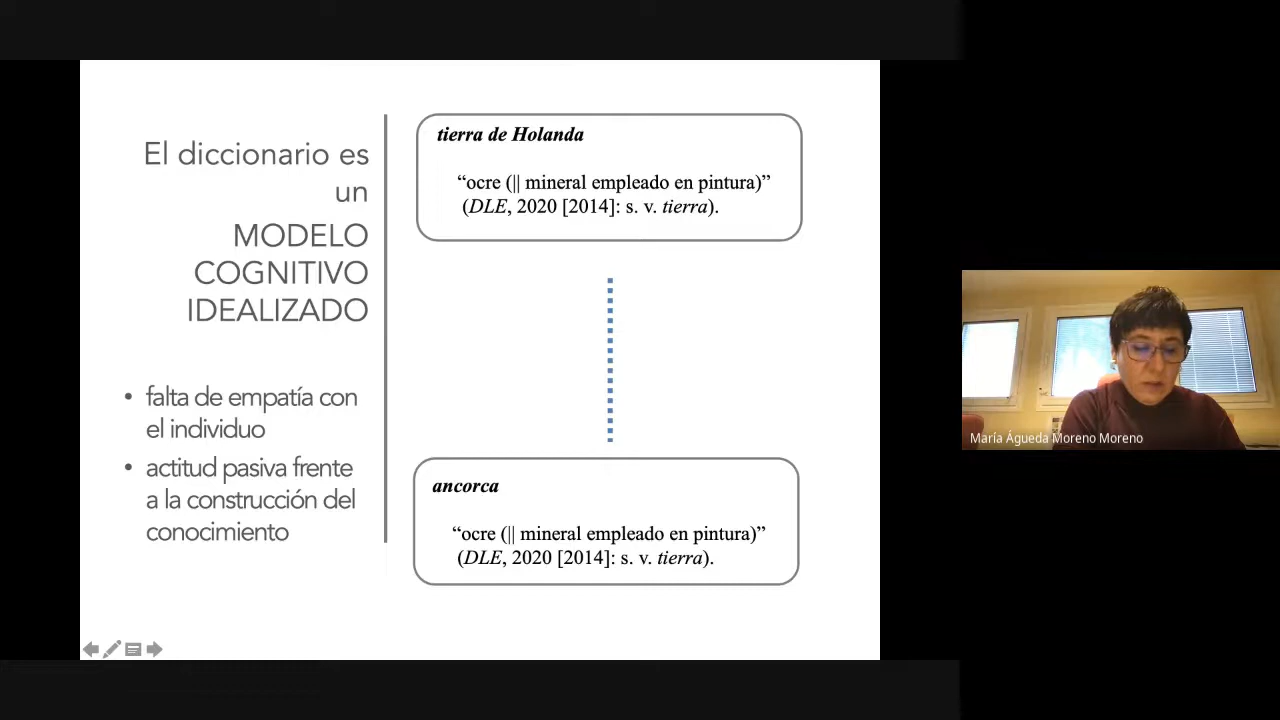 El diccionario es
un
MODELO
COGNITIVO
IDEALIZADO
• falta de empatía con
el individuo
• actitud pasiva frente
a la construcción del
conocimiento
tierra de Holanda
“ocre (|| mineral empleado en pintura)”
(DLE, 2020 [2014]: s. v. tierra).
ancorca
“ocre (|| mineral empleado en pintura)”
(DLE, 2020 [2014]: s. v. tierra).
María Águeda Moreno Moreno